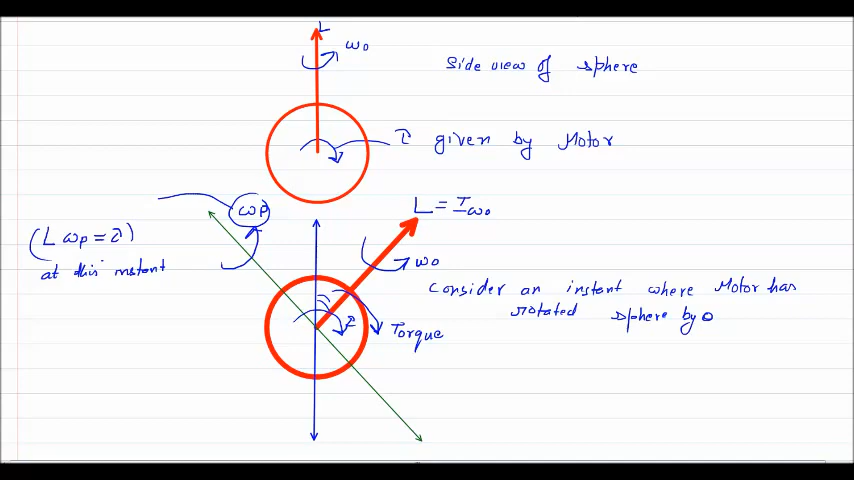 L
ω₀
Side view of sphere
τ given by Motor
L = Iω₀
ωp
(L ωp = τ)
at this instant
ω₀
Consider an instant where Motor has
rotated sphere by θ
τ
Torque